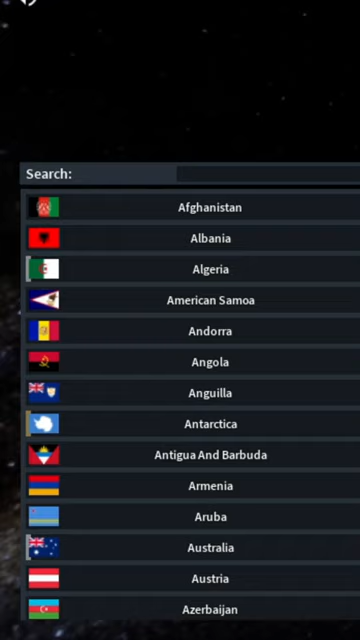 Search:
Afghanistan
Albania
Algeria
American Samoa
Andorra
Angola
Anguilla
Antarctica
Antigua And Barbuda
Armenia
Aruba
Australia
Austria
Azerbaijan